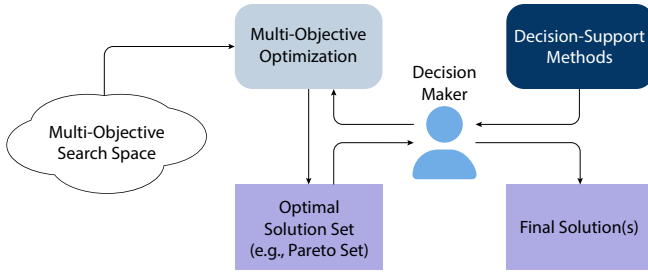 Multi-Objective
Optimization
Decision-Support
Methods
Decision
Maker
Multi-Objective
Search Space
Optimal
Solution Set
(e.g., Pareto Set)
Final Solution(s)